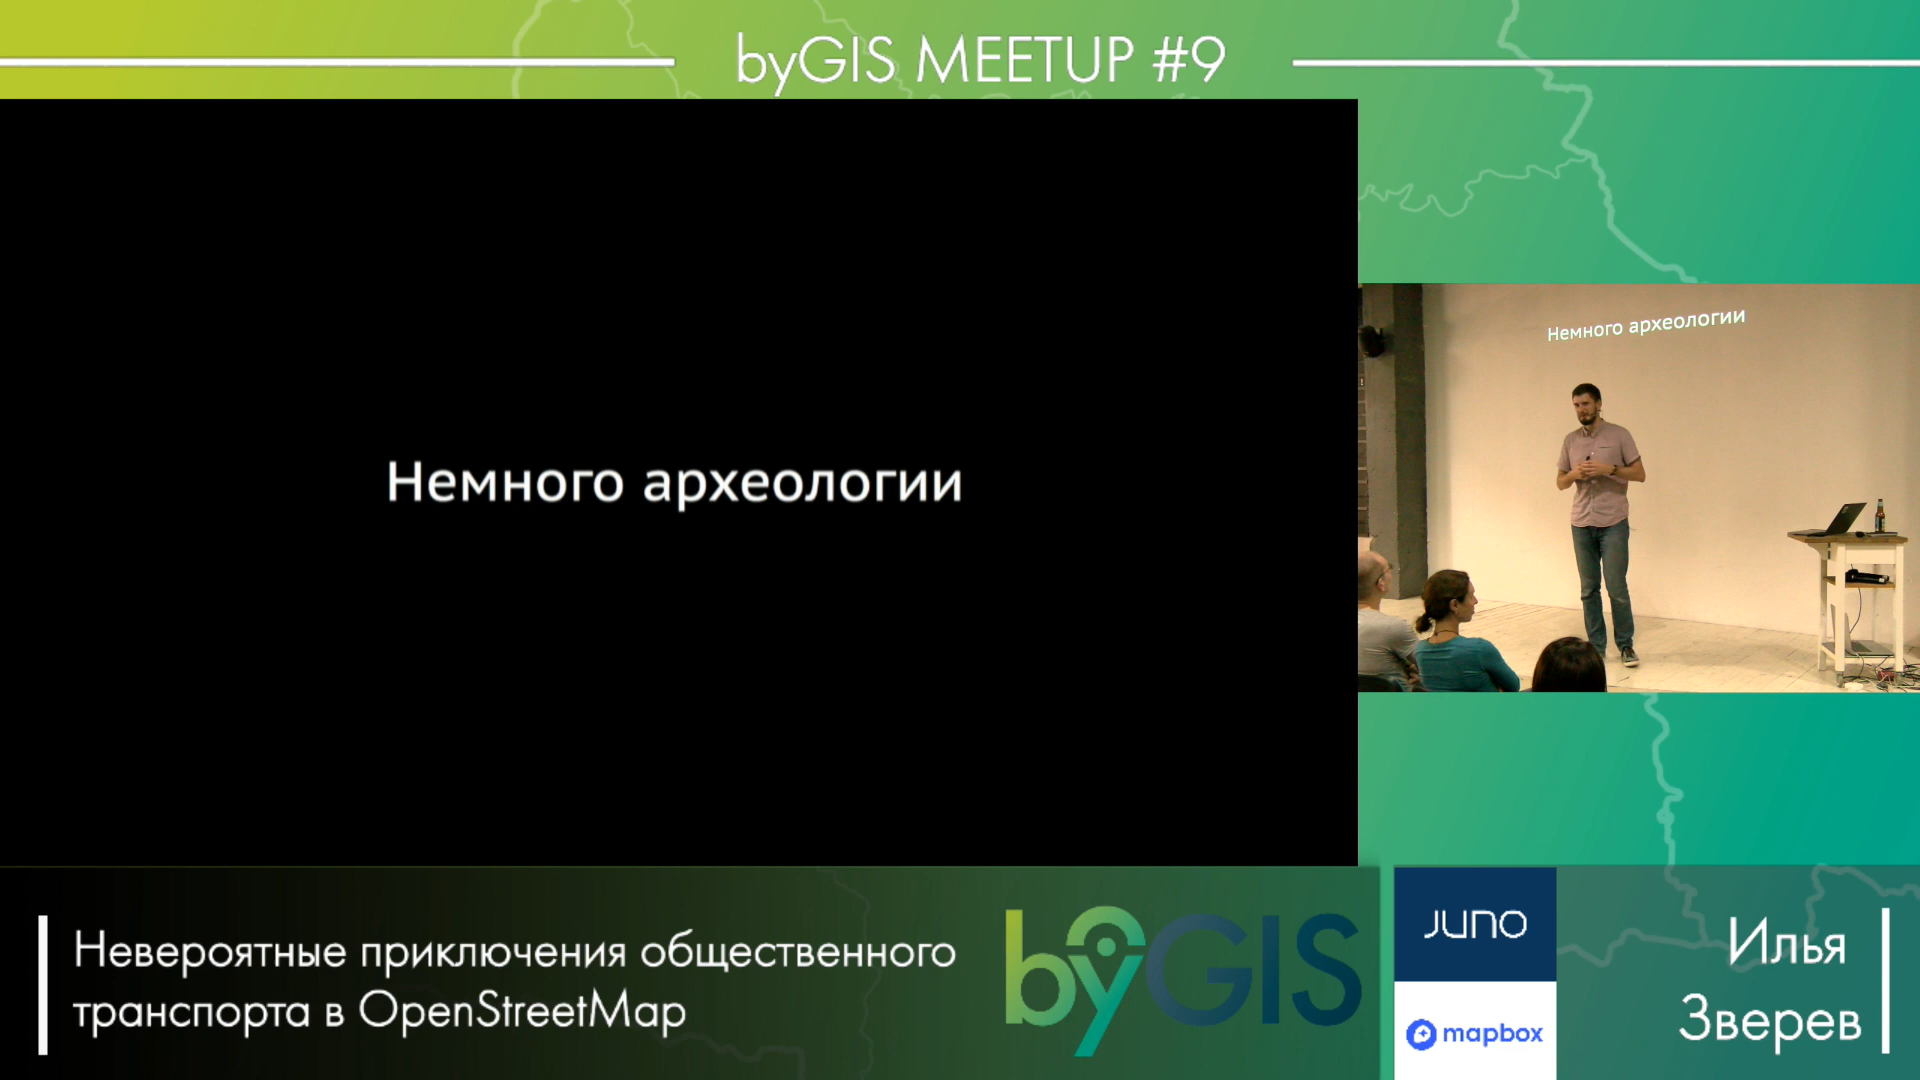 byGIS MEETUP #9
Немного археологии
Немного археологии
Невероятные приключения общественного
транспорта в OpenStreetMap
byGIS
JUNO
mapbox
Илья
Зверев